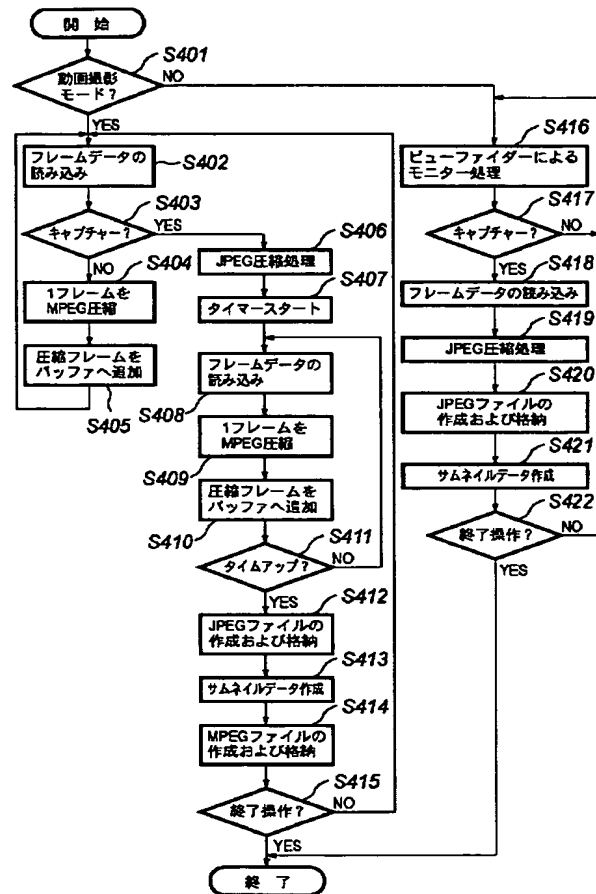 開 始
S401
動画撮影
モード？
NO
YES
フレームデータの
読み込み
S402
S403
キャプチャー？
YES
NO
S404
1フレームを
MPEG圧縮
圧縮フレームを
バッファへ追加
S405
S406
JPEG圧縮処理
S407
タイマースタート
フレームデータの
読み込み
S408
1フレームを
MPEG圧縮
S409
圧縮フレームを
バッファへ追加
S410
S411
タイムアップ？
NO
YES
S412
JPEGファイルの
作成および格納
S413
サムネイルデータ作成
S414
MPEGファイルの
作成および格納
S415
終了操作？
NO
YES
終 了
S416
ビューファイダーによる
モニター処理
S417
キャプチャー？
NO
YES
S418
フレームデータの読み込み
S419
JPEG圧縮処理
S420
JPEGファイルの
作成および格納
S421
サムネイルデータ作成
S422
終了操作？
NO
YES